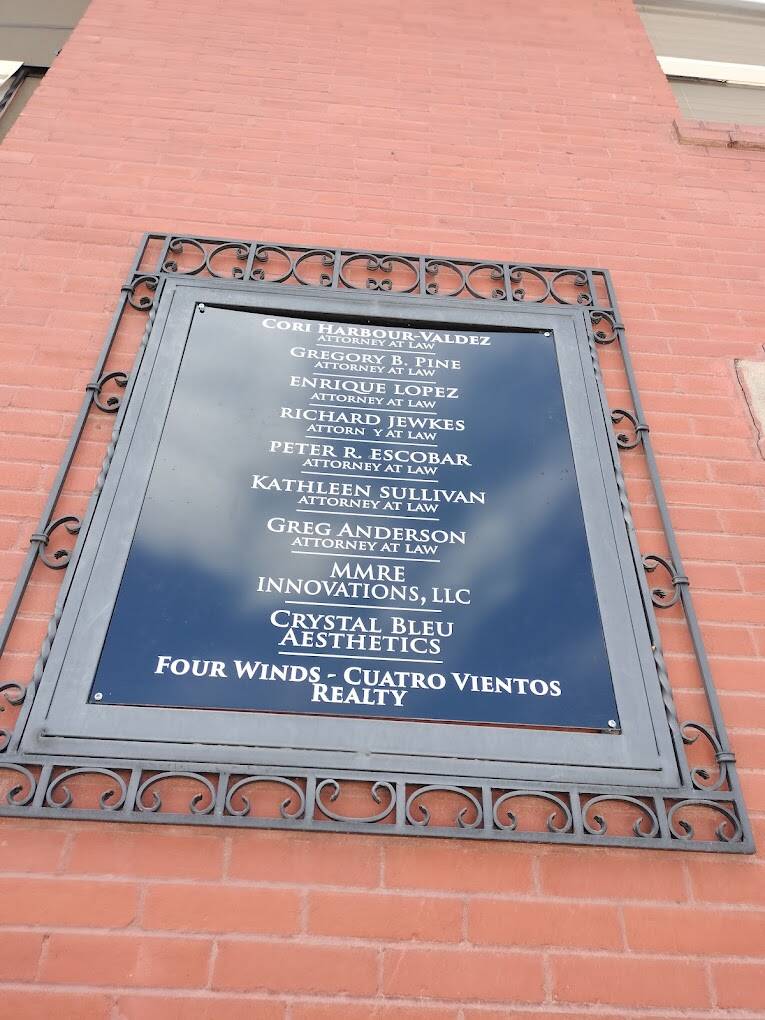 CORI HARBOUR-VALDEZ
ATTORNEY AT LAW
GREGORY B. PINE
ATTORNEY AT LAW
ENRIQUE LOPEZ
ATTORNEY AT LAW
RICHARD JEWKES
ATTORN Y AT LAW
PETER R. ESCOBAR
ATTORNEY AT LAW
KATHLEEN SULLIVAN
ATTORNEY AT LAW
GREG ANDERSON
ATTORNEY AT LAW
MMRE
INNOVATIONS, LLC
CRYSTAL BLEU
AESTHETICS
FOUR WINDS - CUATRO VIENTOS
REALTY